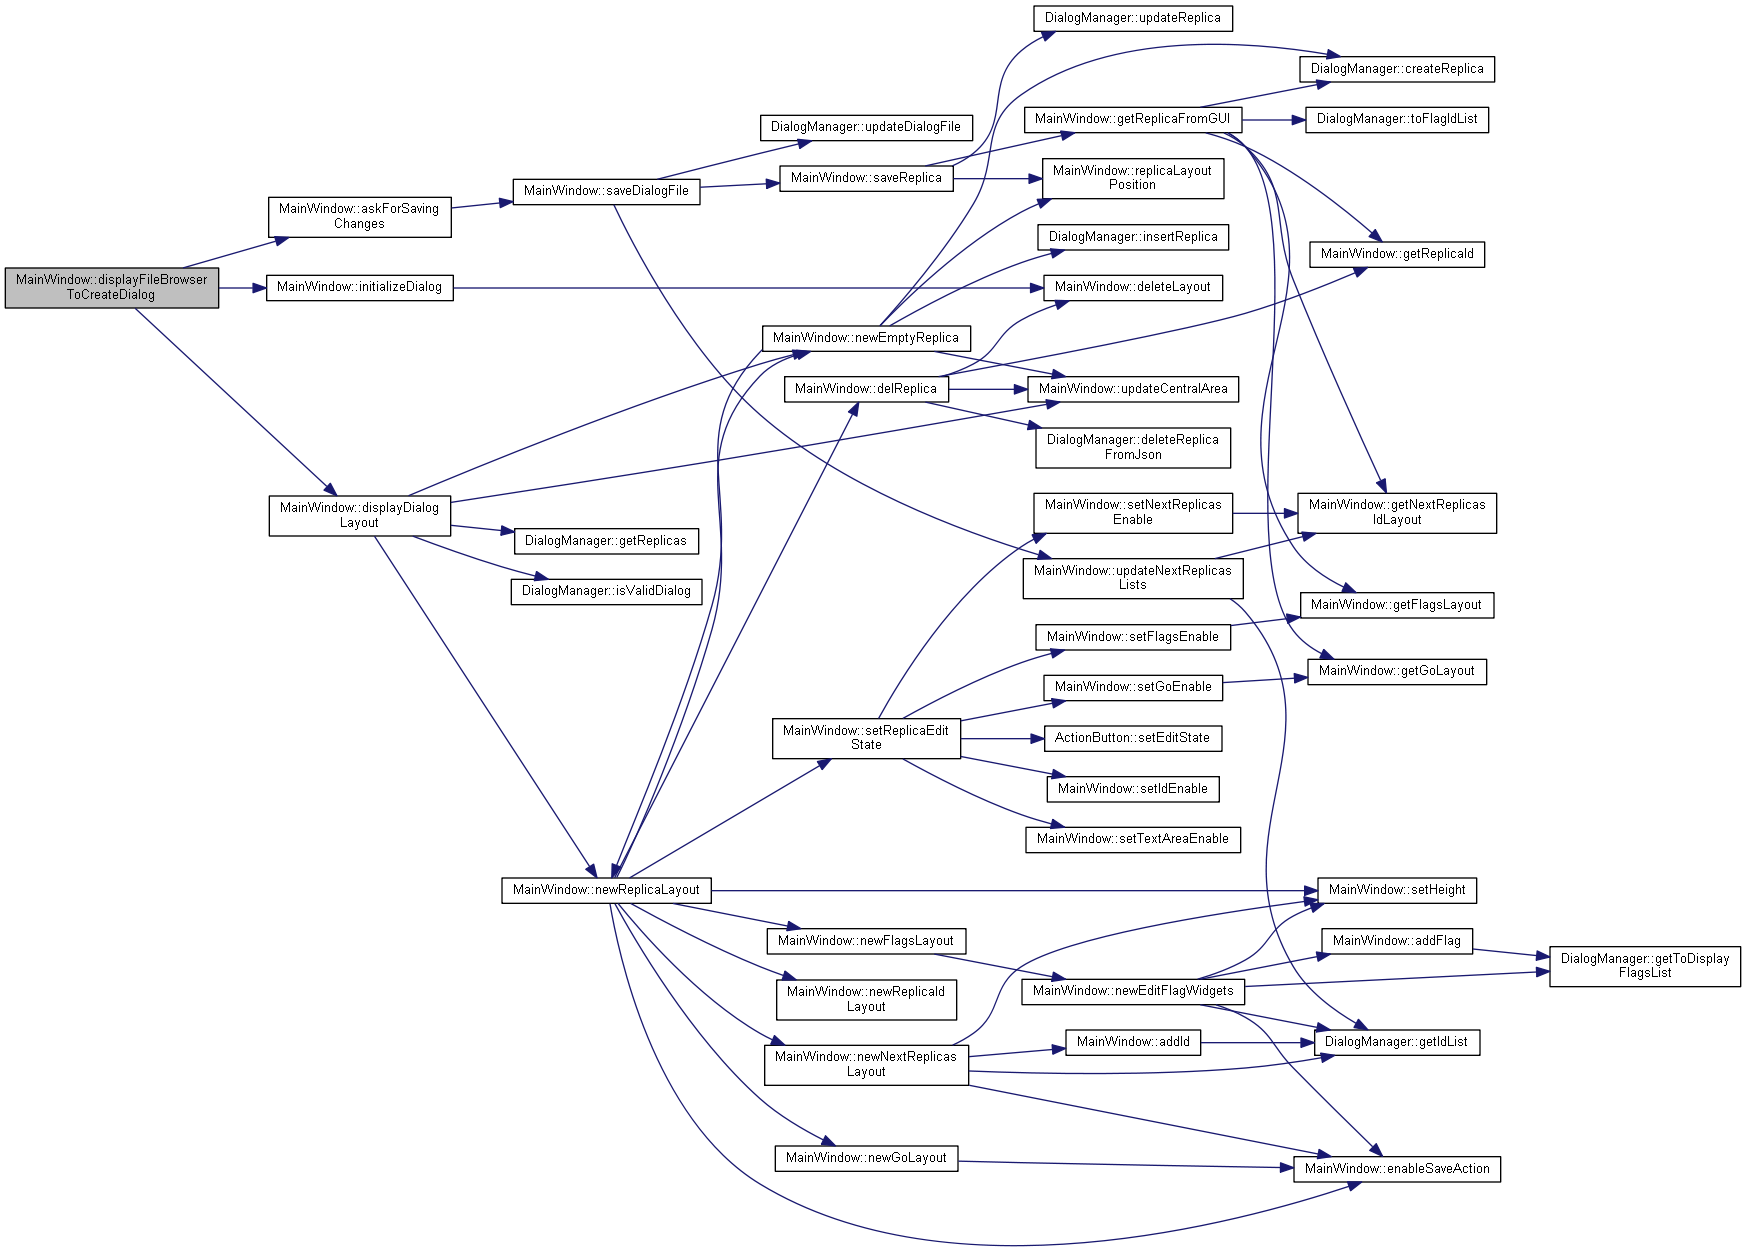 MainWindow::displayFileBrowser
ToCreateDialog
MainWindow::askForSaving
Changes
MainWindow::initializeDialog
MainWindow::displayDialog
Layout
MainWindow::saveDialogFile
DialogManager::getReplicas
DialogManager::isValidDialog
MainWindow::newReplicaLayout
DialogManager::updateDialogFile
MainWindow::saveReplica
MainWindow::newEmptyReplica
MainWindow::delReplica
MainWindow::setReplicaEdit
State
MainWindow::newFlagsLayout
MainWindow::newReplicaId
Layout
MainWindow::newNextReplicas
Layout
MainWindow::newGoLayout
DialogManager::updateReplica
MainWindow::getReplicaFromGUI
MainWindow::replicaLayout
Position
DialogManager::insertReplica
MainWindow::deleteLayout
MainWindow::updateCentralArea
DialogManager::deleteReplica
FromJson
MainWindow::setNextReplicas
Enable
MainWindow::updateNextReplicas
Lists
MainWindow::setFlagsEnable
MainWindow::setGoEnable
ActionButton::setEditState
MainWindow::setIdEnable
MainWindow::setTextAreaEnable
MainWindow::newEditFlagWidgets
MainWindow::addId
DialogManager::createReplica
DialogManager::toFlagIdList
MainWindow::getReplicaId
MainWindow::getNextReplicas
IdLayout
MainWindow::getFlagsLayout
MainWindow::getGoLayout
MainWindow::setHeight
MainWindow::addFlag
DialogManager::getIdList
MainWindow::enableSaveAction
DialogManager::getToDisplay
FlagsList